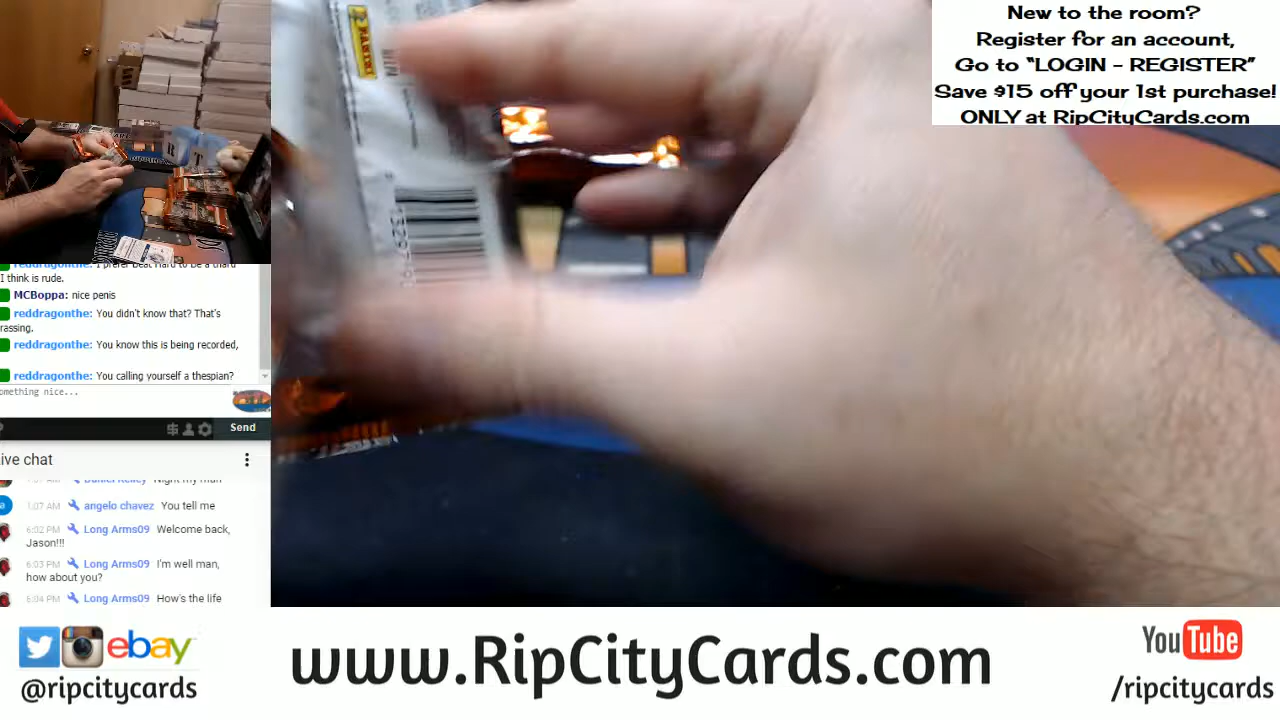 New to the room?
Register for an account,
Go to "LOGIN - REGISTER"
Save $15 off your 1st purchase!
ONLY at RipCityCards.com
PANINI
R T
I think is rude.
MCBoppa: nice penis
reddragonthe: You didn't know that? That's
rassing.
reddragonthe: You know this is being recorded,
reddragonthe: You calling yourself a thespian?
omething nice...
Send
ive chat
1:07 AM angelo chavez You tell me
6:02 PM Long Arms09 Welcome back,
Jason!!!
6:03 PM Long Arms09 I'm well man,
how about you?
6:04 PM Long Arms09 How's the life
ebay
@ripcitycards
www.RipCityCards.com
YouTube
/ripcitycards